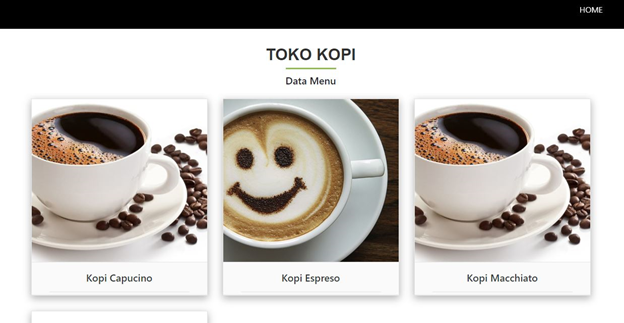 HOME
TOKO KOPI
Data Menu
Kopi Capucino
Kopi Espreso
Kopi Macchiato